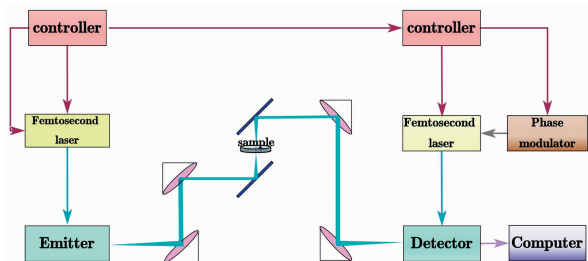 controller
controller
Femtosecond
laser
sample
Femtosecond
laser
Phase
modulator
Emitter
Detector
Computer